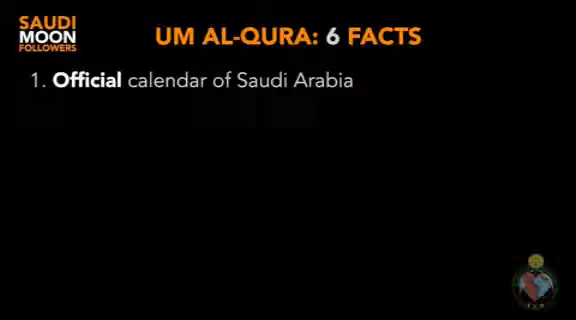 SAUDI
MOON
FOLLOWERS
UM AL-QURA: 6 FACTS
1. Official calendar of Saudi Arabia